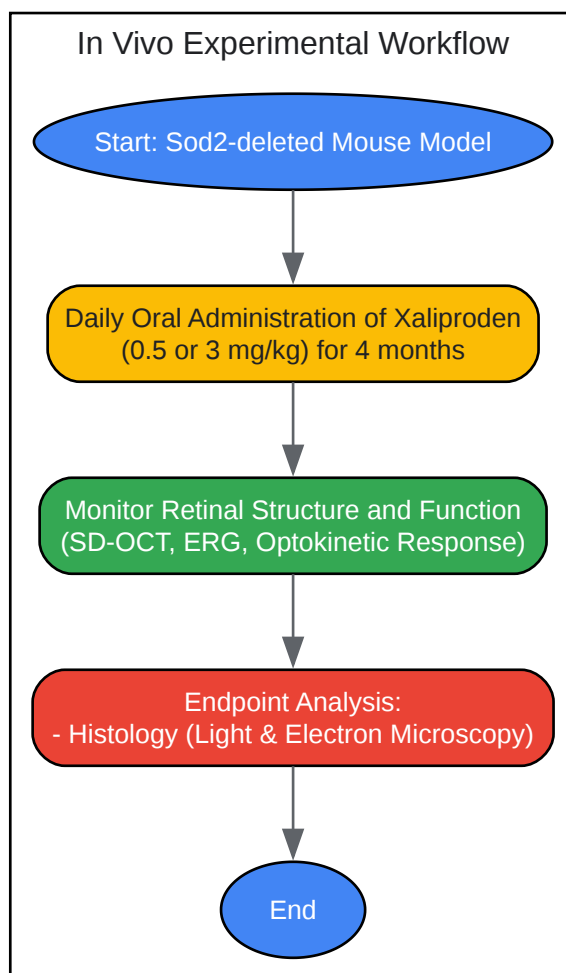 In Vivo Experimental Workflow
Start: Sod2-deleted Mouse Model
Daily Oral Administration of Xaliproden
(0.5 or 3 mg/kg) for 4 months
Monitor Retinal Structure and Function
(SD-OCT, ERG, Optokinetic Response)
Endpoint Analysis:
- Histology (Light & Electron Microscopy)
End